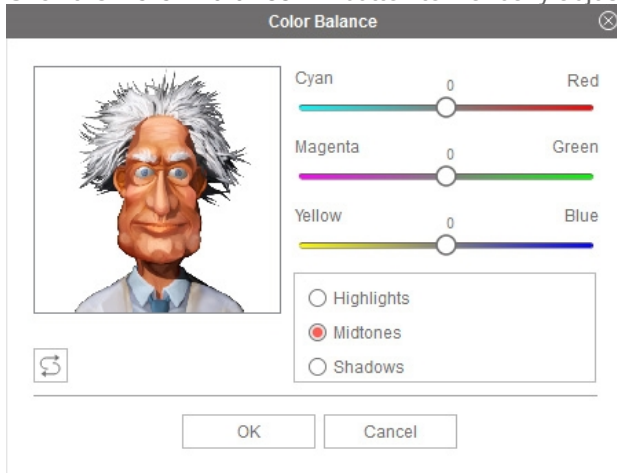 Color Balance
Cyan 0 Red
Magenta 0 Green
Yellow 0 Blue
Highlights
Midtones
Shadows
OK Cancel